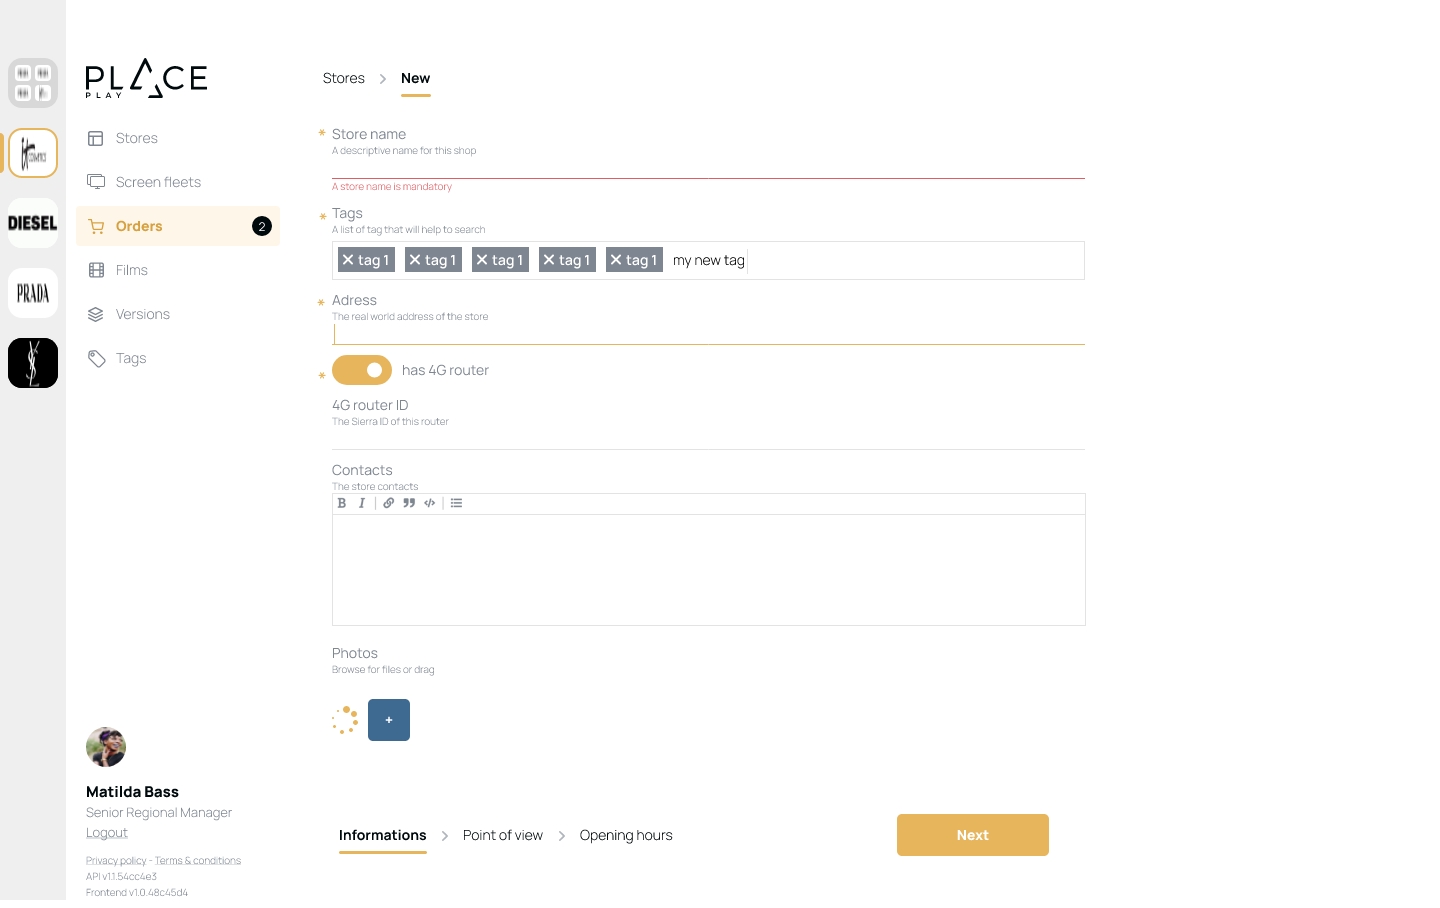 PLACE
PLAY
DIESEL
PRADA
YSL
Stores
Screen fleets
Orders
2
Films
Versions
Tags
Matilda Bass
Senior Regional Manager
Logout
Privacy policy - Terms & conditions
API v1.1.54cc4e3
Frontend v1.0.48c45d4
Stores
New
* Store name
A descriptive name for this shop
A store name is mandatory
* Tags
A list of tag that will help to search
tag 1
tag 1
tag 1
tag 1
tag 1
my new tag
* Adress
The real world address of the store
* has 4G router
4G router ID
The Sierra ID of this router
Contacts
The store contacts
B I
Photos
Browse for files or drag
+
Informations
Point of view
Opening hours
Next